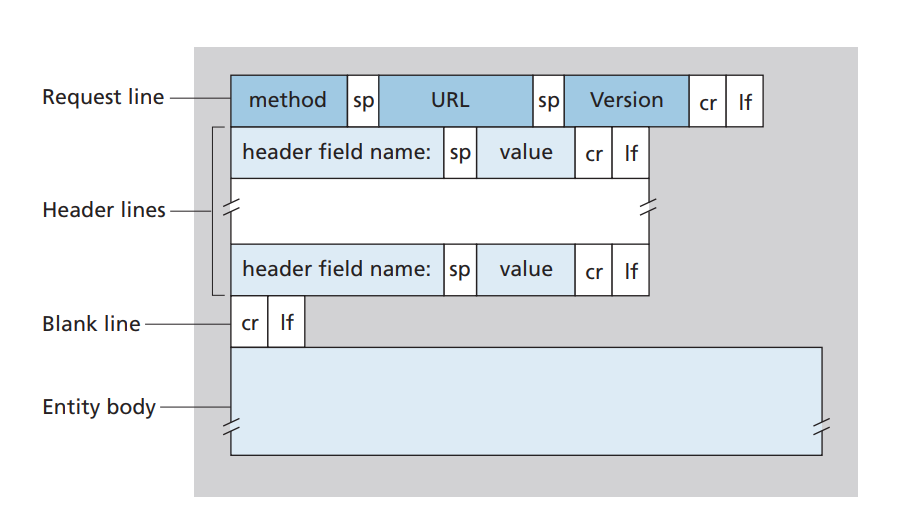 Request line method sp URL sp Version cr lf
header field name: sp value cr lf
Header lines
header field name: sp value cr lf
Blank line cr lf
Entity body